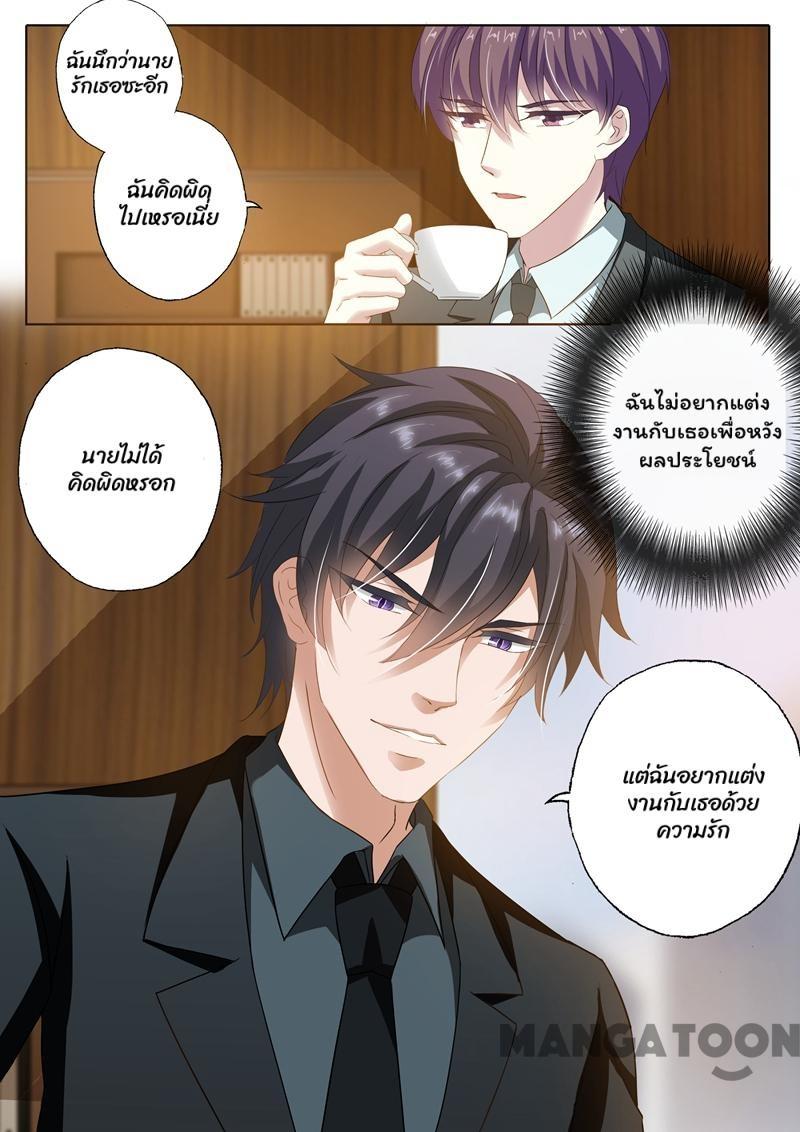 ฉันนึกว่านาย
รักเธอซะอีก
ฉันคิดผิด
ไปเหรอเนี่ย
นายไม่ได้
คิดผิดหรอก
ฉันไม่อยากแต่ง
งานกับเธอเพื่อหวัง
ผลประโยชน์
แต่ฉันอยากแต่ง
งานกับเธอด้วย
ความรัก
MANGATOON